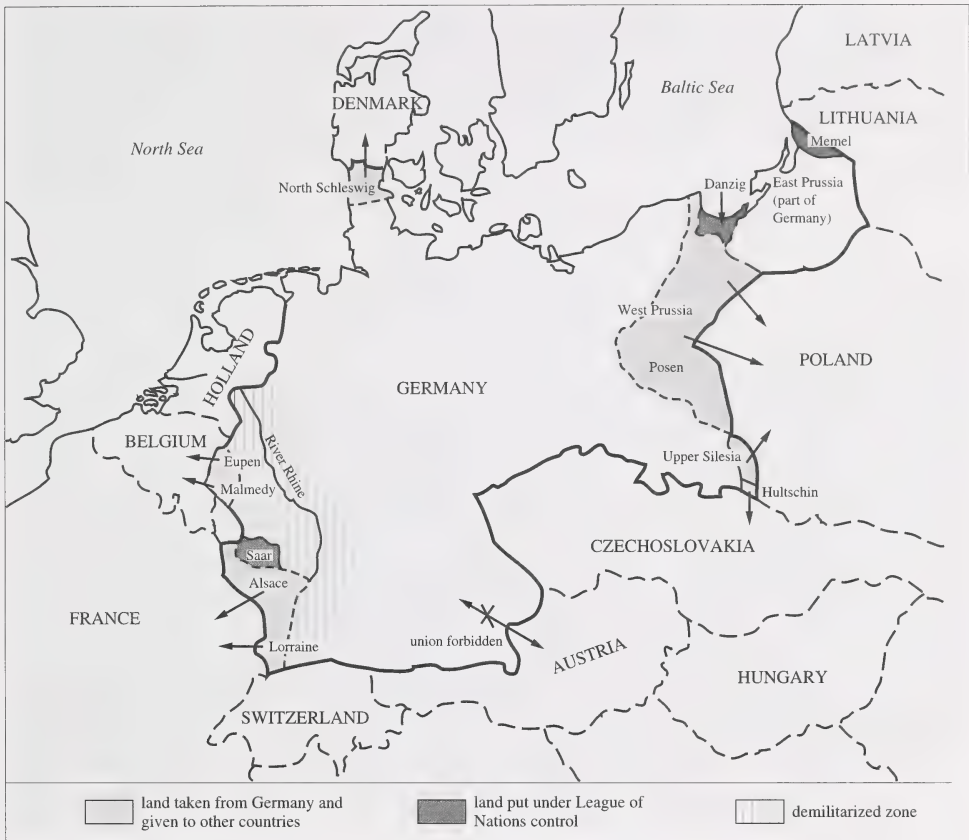 LATVIA
Baltic Sea
DENMARK
LITHUANIA
North Sea
Memel
North Schleswig
Danzig
East Prussia
(part of
Germany)
West Prussia
HOLLAND
POLAND
GERMANY
Posen
BELGIUM
River Rhine
Eupen
Upper Silesia
Malmedy
Hultschin
CZECHOSLOVAKIA
Saar
Alsace
FRANCE
union forbidden
Lorraine
AUSTRIA
HUNGARY
SWITZERLAND
land taken from Germany and
given to other countries
land put under League of
Nations control
demilitarized zone